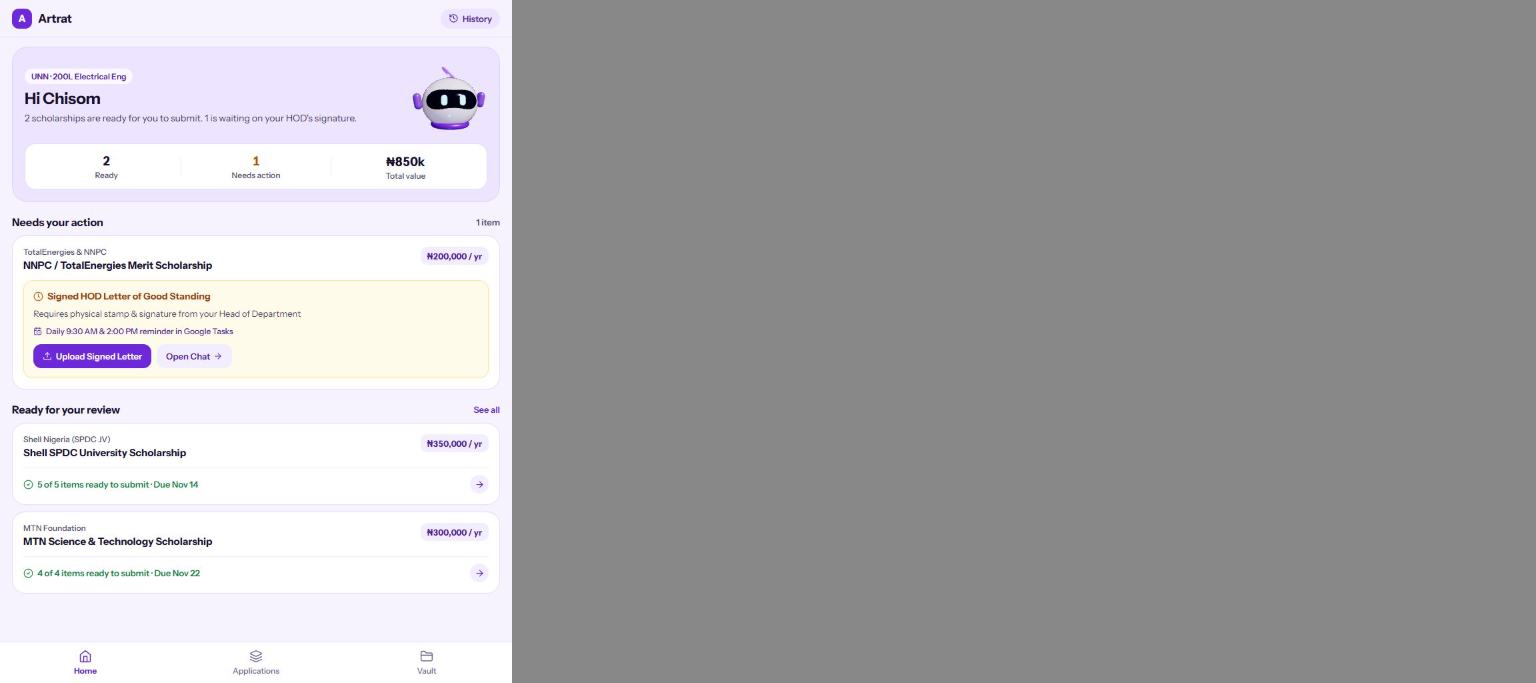 A Artrat
History
UNN · 200L Electrical Eng
Hi Chisom
2 scholarships are ready for you to submit. 1 is waiting on your HOD's signature.
2
Ready
1
Needs action
₦850k
Total value
Needs your action
1 item
TotalEnergies & NNPC
NNPC / TotalEnergies Merit Scholarship
₦200,000 / yr
Signed HOD Letter of Good Standing
Requires physical stamp & signature from your Head of Department
Daily 9:30 AM & 2:00 PM reminder in Google Tasks
Upload Signed Letter
Open Chat →
Ready for your review
See all
Shell Nigeria (SPDC JV)
Shell SPDC University Scholarship
₦350,000 / yr
5 of 5 items ready to submit · Due Nov 14
MTN Foundation
MTN Science & Technology Scholarship
₦300,000 / yr
4 of 4 items ready to submit · Due Nov 22
Home
Applications
Vault